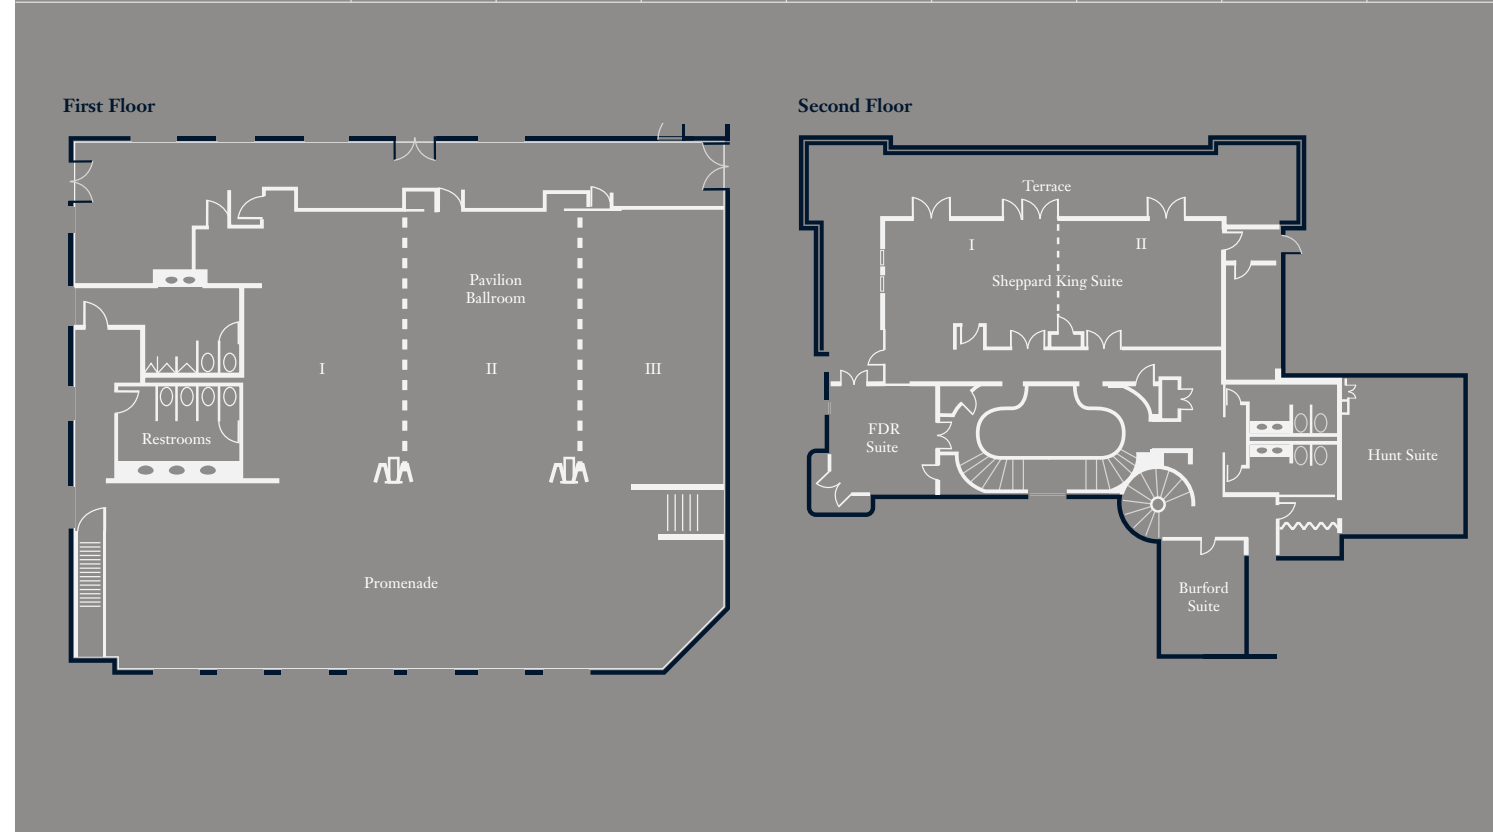 First Floor
Pavilion
Ballroom
I
II
III
Restrooms
Promenade
Second Floor
Terrace
I
II
Sheppard King Suite
FDR
Suite
Hunt Suite
Burford
Suite